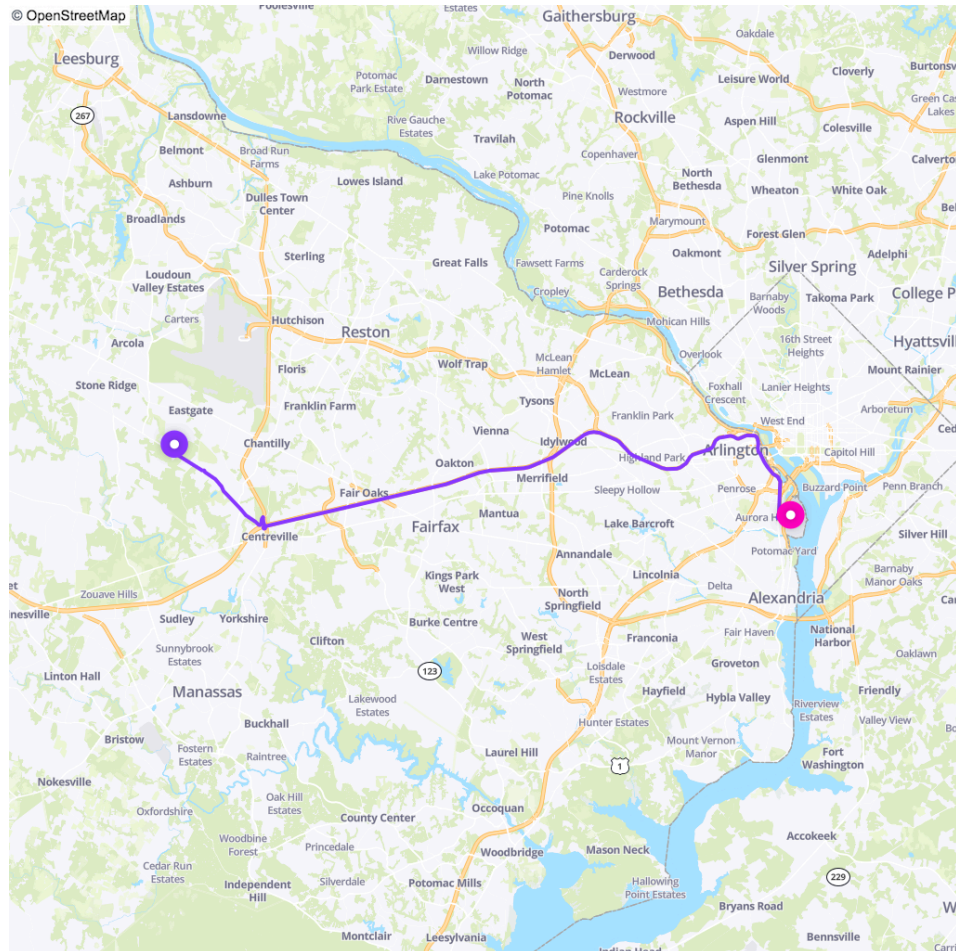 © OpenStreetMap
Poolesville
Estates
Gaithersburg
Oakdale
Leesburg
Willow Ridge
Derwood
Leisure World
Cloverly
Burtonsv
Potomac
Park Estate
Darnestown
North
Potomac
Westmore
Green Cas
Lakes
267
Lansdowne
Rive Gauche
Estates
Rockville
Aspen Hill
Colesville
Travilah
Belmont
Broad Run
Farms
Copenhaver
Glenmont
Calverto
Lake Potomac
North
Bethesda
Ashburn
Lowes Island
Wheaton
White Oak
Dulles Town
Center
Pine Knolls
Broadlands
Potomac
Marymount
Forest Glen
Bel
Sterling
Great Falls
Fawsett Farms
Oakmont
Adelphi
Loudoun
Valley Estates
Carderock
Springs
Silver Spring
Cropley
Bethesda
Barnaby
Woods
Takoma Park
College P
Carters
Hutchison
Reston
Mohican Hills
16th Street
Heights
Hyattsvil
Arcola
Wolf Trap
McLean
Hamlet
Overlook
Floris
McLean
Mount Rainier
Stone Ridge
Foxhall
Crescent
Lanier Heights
Eastgate
Franklin Farm
Tysons
Franklin Park
West End
Arboretum
Vienna
Idylwood
Ced
Chantilly
Arlington
Capitol Hill
Oakton
Highland Park
Merrifield
Fair Oaks
Sleepy Hollow
Penrose
Buzzard Point
Penn Branch
Mantua
Fairfax
Lake Barcroft
Aurora H
Centreville
Silver Hill
Annandale
Potomac Yard
Kings Park
West
Lincolnia
Delta
Barnaby
Manor Oaks
Zouave Hills
North
Springfield
Alexandria
inesville
Sudley
Yorkshire
Burke Centre
Fair Haven
National
Harbor
Clifton
West
Springfield
Franconia
Sunnybrook
Estates
Oaklawn
Linton Hall
123
Loisdale
Estates
Groveton
Manassas
Lakewood
Estates
Hayfield
Hybla Valley
Friendly
Riverview
Estates
Buckhall
Hunter Estates
Valley View
Bristow
Fostern
Estates
Raintree
Laurel Hill
Mount Vernon
Manor
Fort
Washington
1
Nokesville
Oxfordshire
Oak Hill
Estates
County Center
Occoquan
Accokeek
Woodbine
Forest
Princedale
Woodbridge
Mason Neck
Cedar Run
Estates
Independent
Hill
Silverdale
Potomac Mills
Hallowing
Point Estates
229
Bryans Road
Montclair
Leesylvania
Bennsville
Indian Head